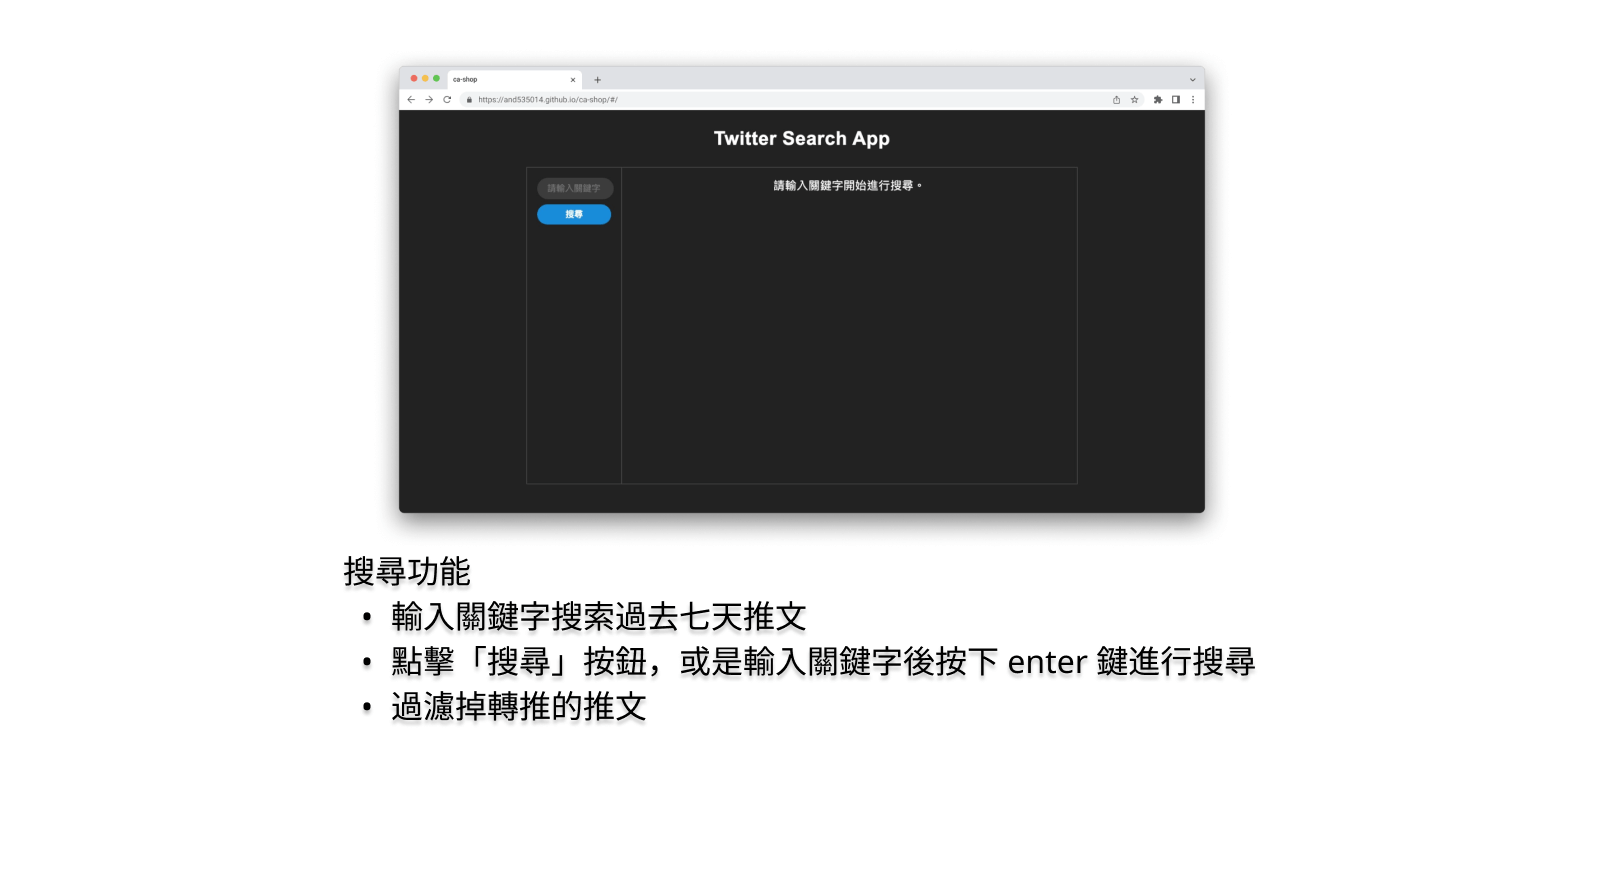 ca-shop
https://and535014.github.io/ca-shop/#/
Twitter Search App
請輸入關鍵字
請輸入關鍵字開始進行搜尋。
搜尋
搜尋功能
• 輸入關鍵字搜索過去七天推文
• 點擊「搜尋」按鈕，或是輸入關鍵字後按下 enter 鍵進行搜尋
• 過濾掉轉推的推文